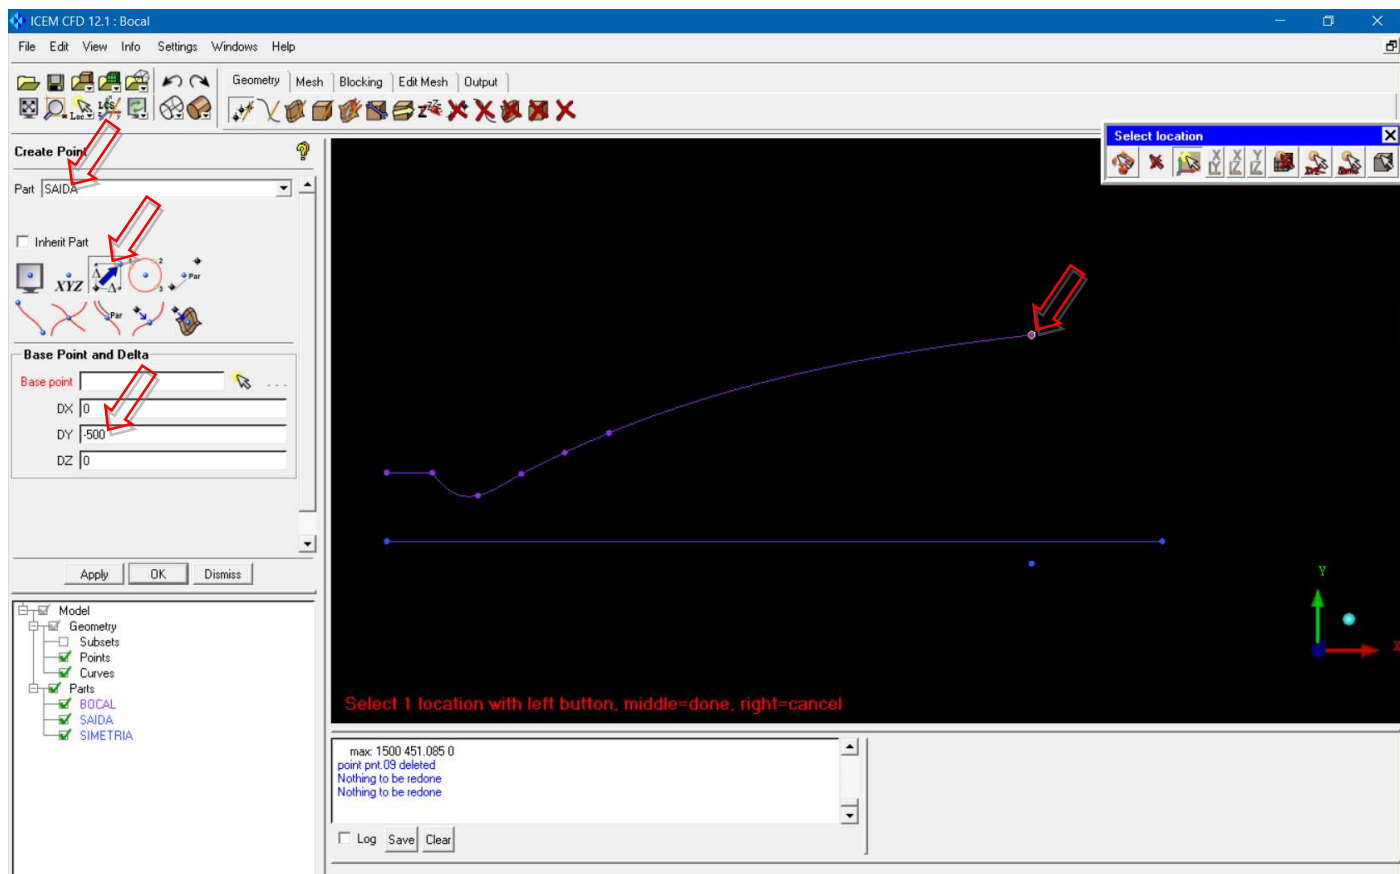 ICEM CFD 12.1 : Bocal
File Edit View Info Settings Windows Help
Geometry Mesh Blocking Edit Mesh Output
Select location
Create Point
Part SAIDA
Inherit Part
XYZ
Par
Par
Base Point and Delta
Base point
DX 0
DY -500
DZ 0
Apply OK Dismiss
Model
Geometry
Subsets
Points
Curves
Parts
BOCAL
SAIDA
SIMETRIA
Y
X
Select 1 location with left button, middle=done, right=cancel
max: 1500 451.085 0
point pnt.09 deleted
Nothing to be redone
Nothing to be redone
Log Save Clear